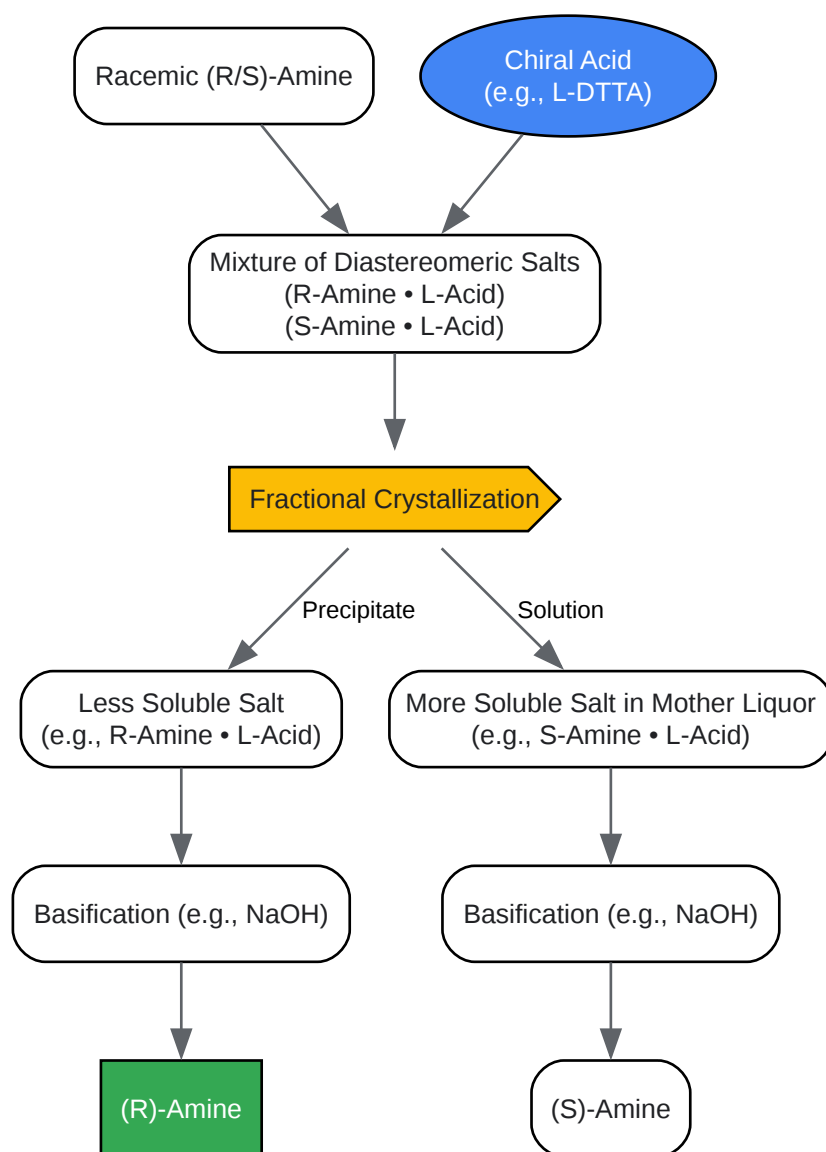 Racemic (R/S)-Amine
Chiral Acid
(e.g., L-DTTA)
Mixture of Diastereomeric Salts
(R-Amine • L-Acid)
(S-Amine • L-Acid)
Fractional Crystallization
Precipitate
Solution
Less Soluble Salt
(e.g., R-Amine • L-Acid)
More Soluble Salt in Mother Liquor
(e.g., S-Amine • L-Acid)
Basification (e.g., NaOH)
Basification (e.g., NaOH)
(R)-Amine
(S)-Amine